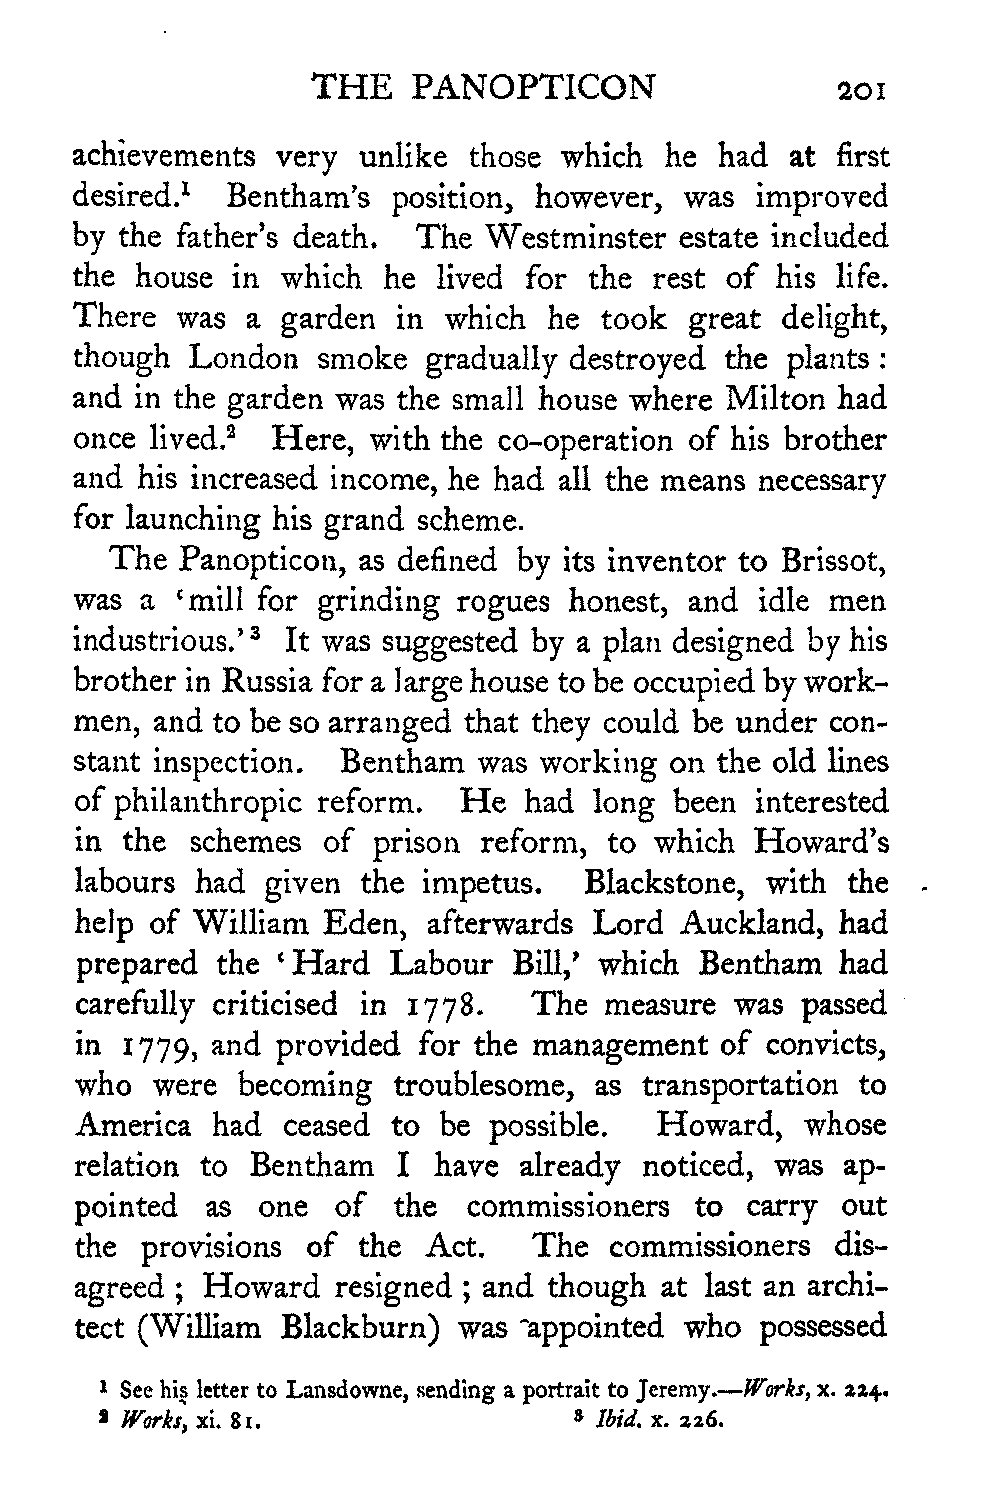 THE PANOPTICON 201
achievements very unlike those which he had at first
desired.¹ Bentham's position, however, was improved
by the father's death. The Westminster estate included
the house in which he lived for the rest of his life.
There was a garden in which he took great delight,
though London smoke gradually destroyed the plants :
and in the garden was the small house where Milton had
once lived.² Here, with the co-operation of his brother
and his increased income, he had all the means necessary
for launching his grand scheme.
The Panopticon, as defined by its inventor to Brissot,
was a 'mill for grinding rogues honest, and idle men
industrious.' ³ It was suggested by a plan designed by his
brother in Russia for a large house to be occupied by work-
men, and to be so arranged that they could be under con-
stant inspection. Bentham was working on the old lines
of philanthropic reform. He had long been interested
in the schemes of prison reform, to which Howard's
labours had given the impetus. Blackstone, with the
help of William Eden, afterwards Lord Auckland, had
prepared the 'Hard Labour Bill,' which Bentham had
carefully criticised in 1778. The measure was passed
in 1779, and provided for the management of convicts,
who were becoming troublesome, as transportation to
America had ceased to be possible. Howard, whose
relation to Bentham I have already noticed, was ap-
pointed as one of the commissioners to carry out
the provisions of the Act. The commissioners dis-
agreed ; Howard resigned ; and though at last an archi-
tect (William Blackburn) was appointed who possessed
¹ See his letter to Lansdowne, sending a portrait to Jeremy.—Works, x. 224.
² Works, xi. 81. ³ Ibid. x. 226.